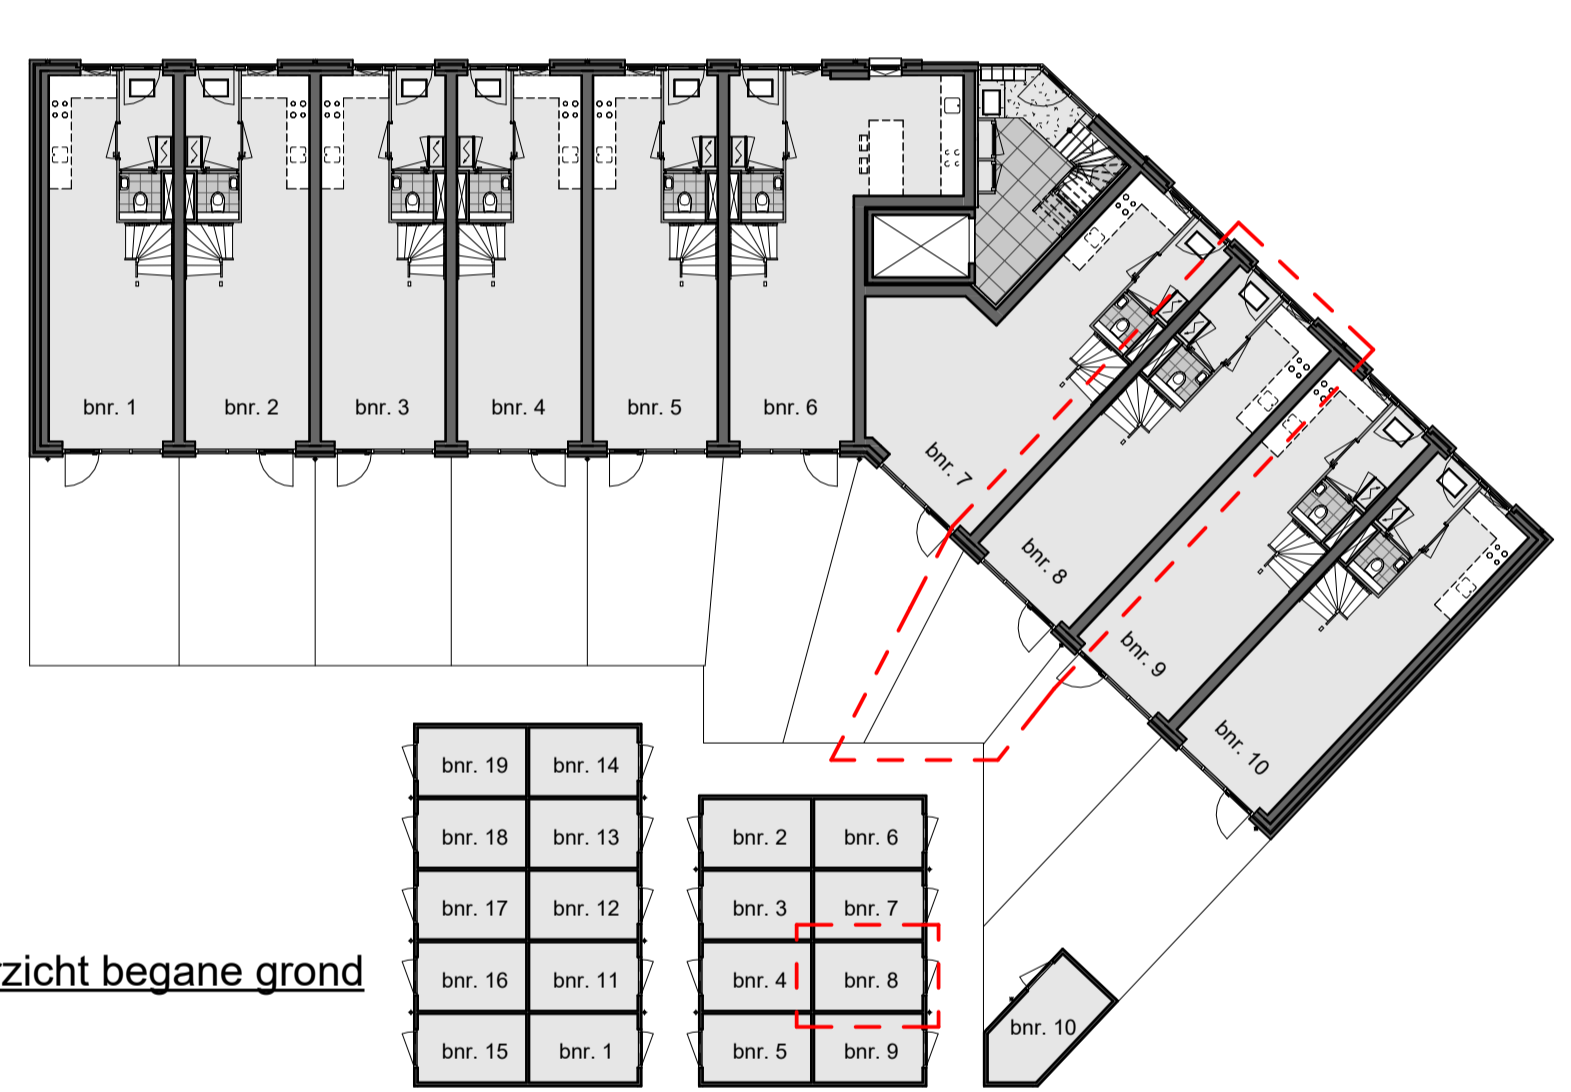 bnr. 1
bnr. 2
bnr. 3
bnr. 4
bnr. 5
bnr. 6
bnr. 7
bnr. 8
bnr. 9
bnr. 10
bnr. 19
bnr. 14
bnr. 18
bnr. 13
bnr. 17
bnr. 12
bnr. 16
bnr. 11
bnr. 15
bnr. 1
bnr. 2
bnr. 6
bnr. 3
bnr. 7
bnr. 4
bnr. 8
bnr. 5
bnr. 9
bnr. 10
rzicht begane grond